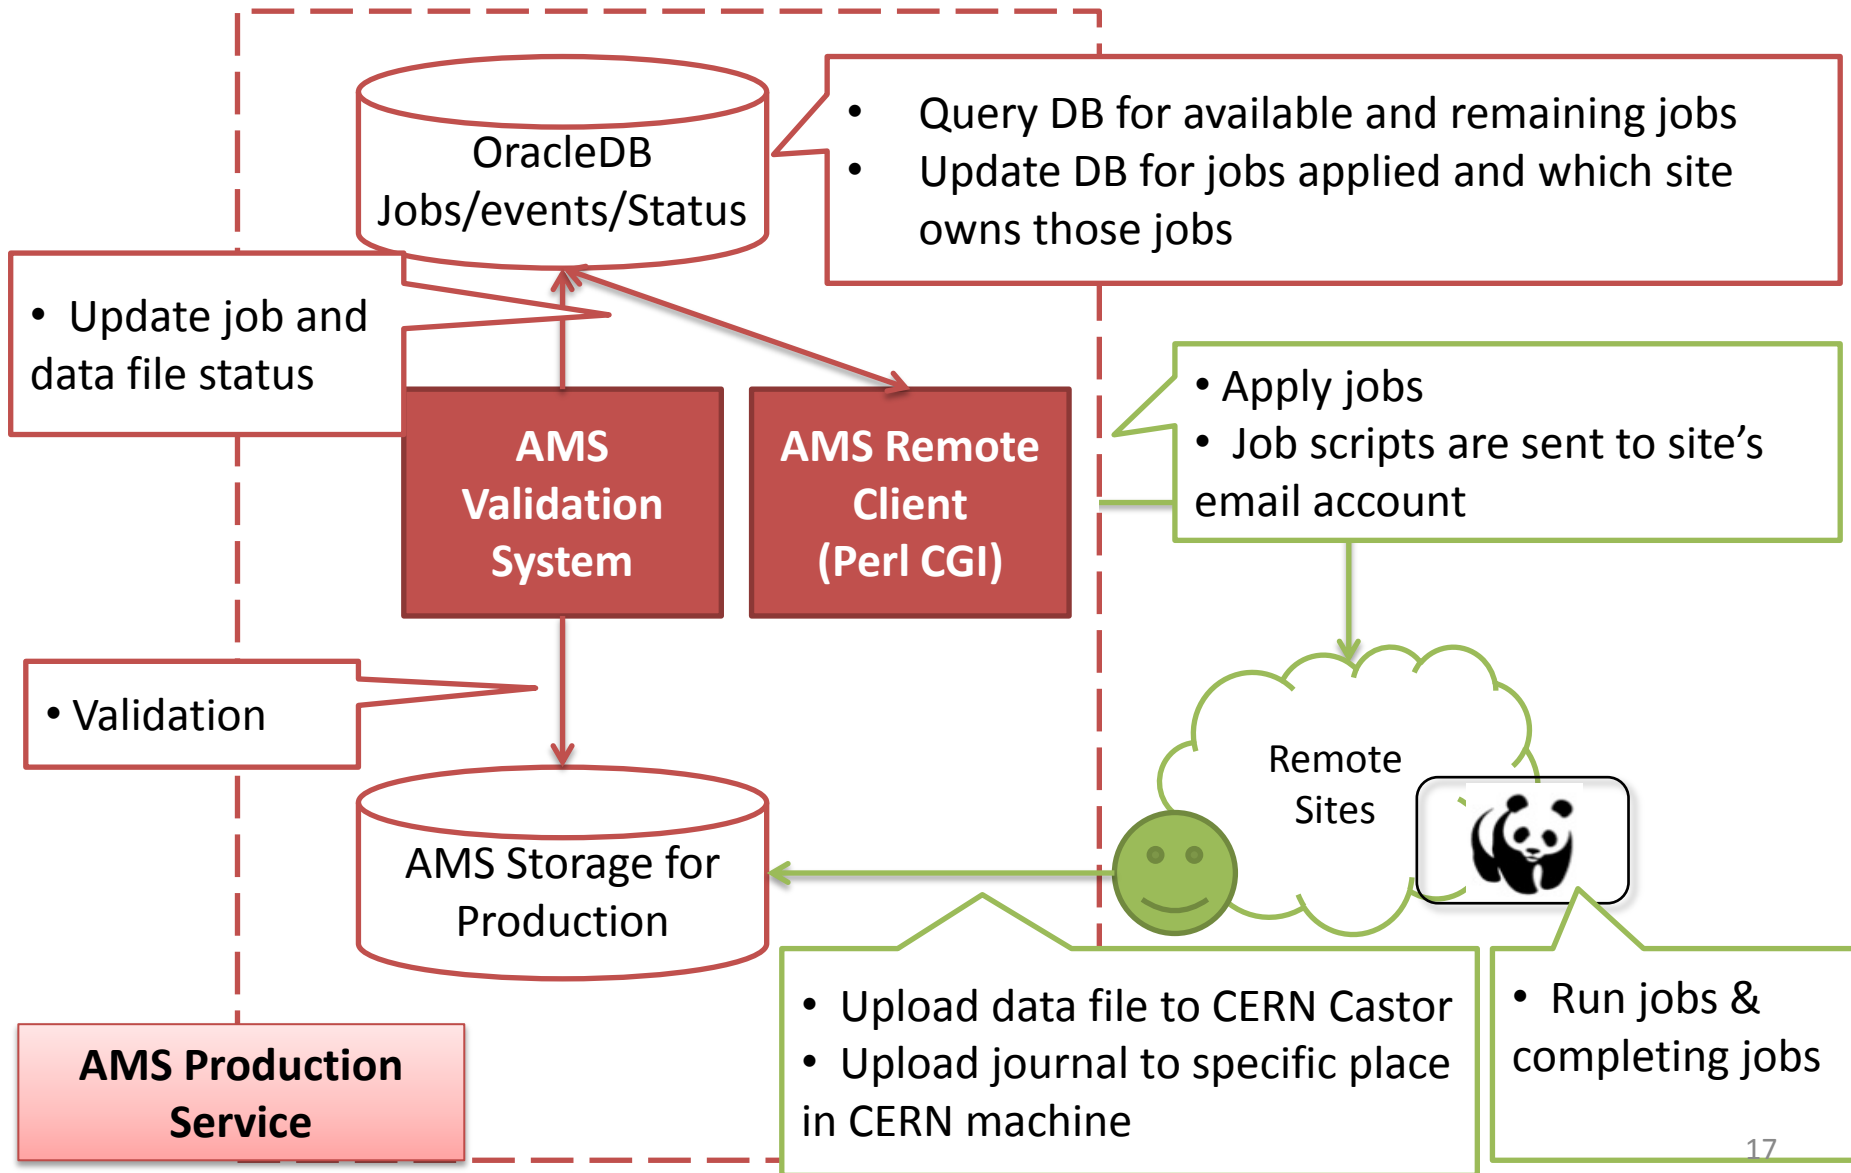 OracleDB
Jobs/events/Status
• Query DB for available and remaining jobs
• Update DB for jobs applied and which site
owns those jobs
• Update job and
data file status
AMS
Validation
System
AMS Remote
Client
(Perl CGI)
• Apply jobs
• Job scripts are sent to site’s
email account
• Validation
Remote
Sites
AMS Storage for
Production
• Upload data file to CERN Castor
• Upload journal to specific place
in CERN machine
• Run jobs &
completing jobs
AMS Production
Service
17